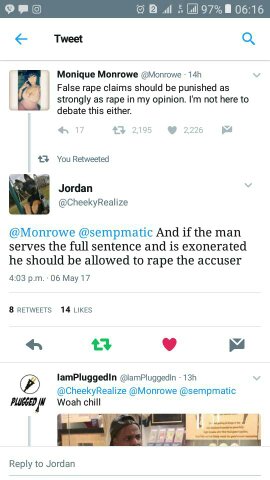 97% 06:16
Tweet
Monique Monrowe @Monrowe · 14h
False rape claims should be punished as
strongly as rape in my opinion. I'm not here to
debate this either.
17 2,195 2,226
You Retweeted
Jordan
@CheekyRealize
@Monrowe @sempmatic And if the man
serves the full sentence and is exonerated
he should be allowed to rape the accuser
4:03 p.m. · 06 May 17
8 RETWEETS 14 LIKES
IamPluggedIn @IamPluggedln · 13h
@CheekyRealize @Monrowe @sempmatic
Woah chill
PLUGGED IN
Reply to Jordan